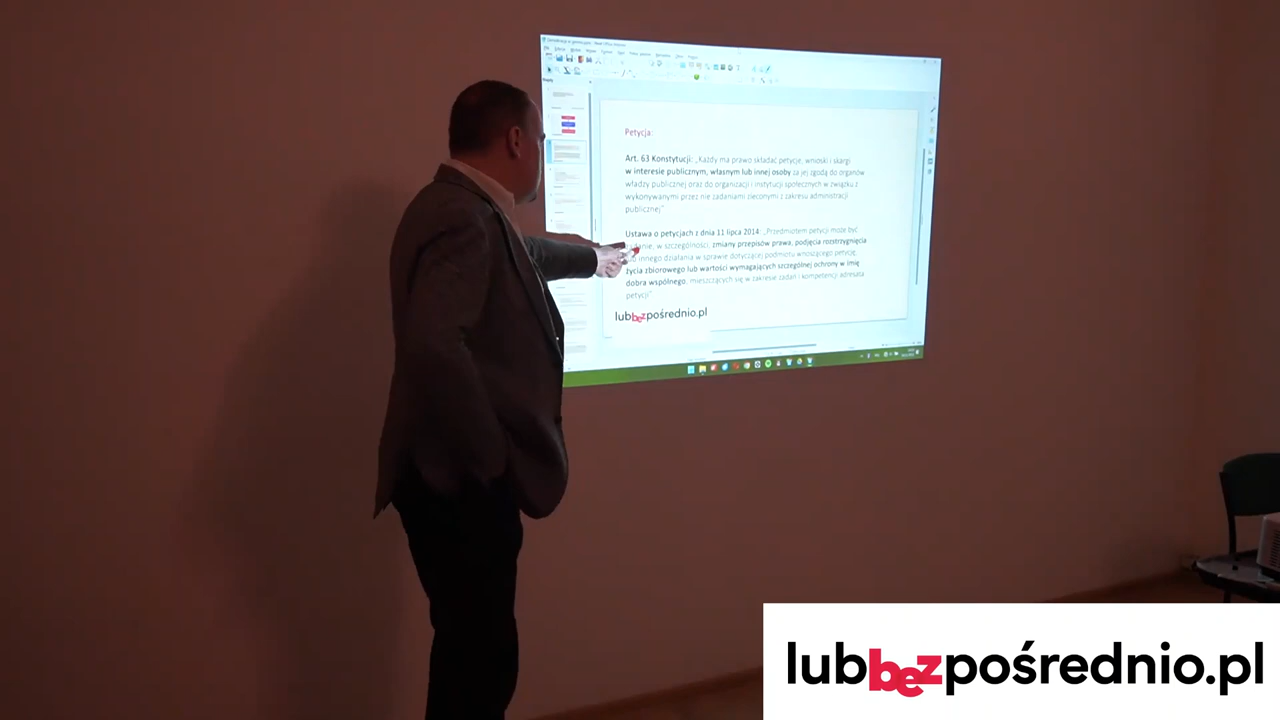 Petycja:
Art. 63 Konstytucji: „Każdy ma prawo składać petycje, wnioski i skargi
w interesie publicznym, własnym lub innej osoby za jej zgodą do organów
władzy publicznej oraz do organizacji i instytucji społecznych w związku z
wykonywanymi przez nie zadaniami zleconymi z zakresu administracji
publicznej"
Ustawa o petycjach z dnia 11 lipca 2014: „Przedmiotem petycji może być
żądanie, w szczególności, zmiany przepisów prawa, podjęcia rozstrzygnięcia
lub innego działania w sprawie dotyczącej podmiotu wnoszącego petycję,
życia zbiorowego lub wartości wymagających szczególnej ochrony w imię
dobra wspólnego, mieszczących się w zakresie zadań i kompetencji adresata
petycji"
lubbezpośrednio.pl
lubbezpośrednio.pl